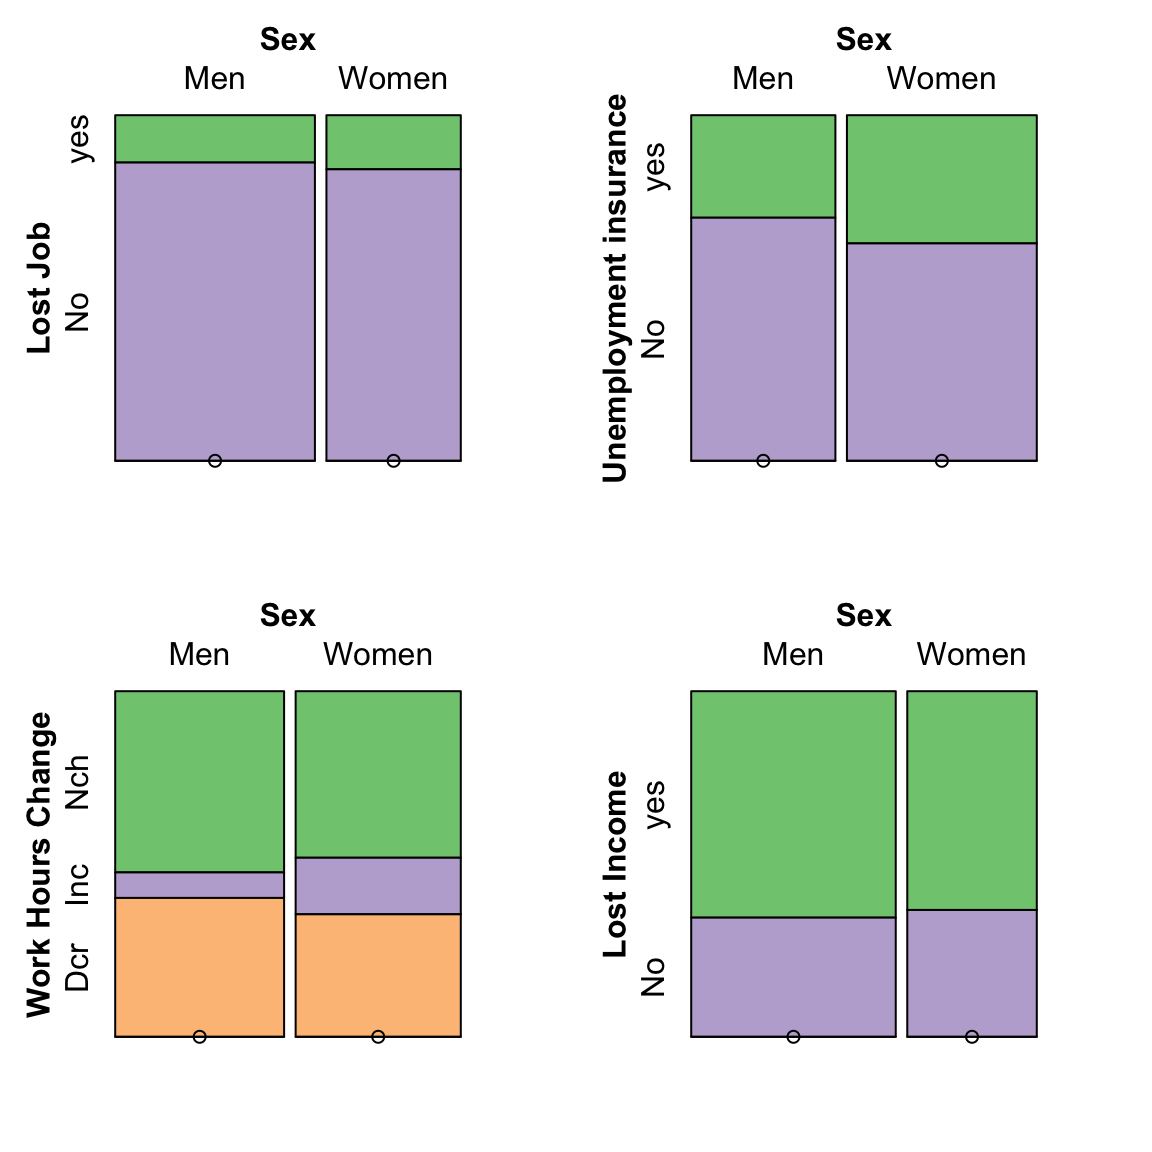 Sex
Men Women
Lost Job
yes
No
Sex
Men Women
Unemployment insurance
yes
No
Sex
Men Women
Work Hours Change
Nch
Inc
Dcr
Sex
Men Women
Lost Income
yes
No